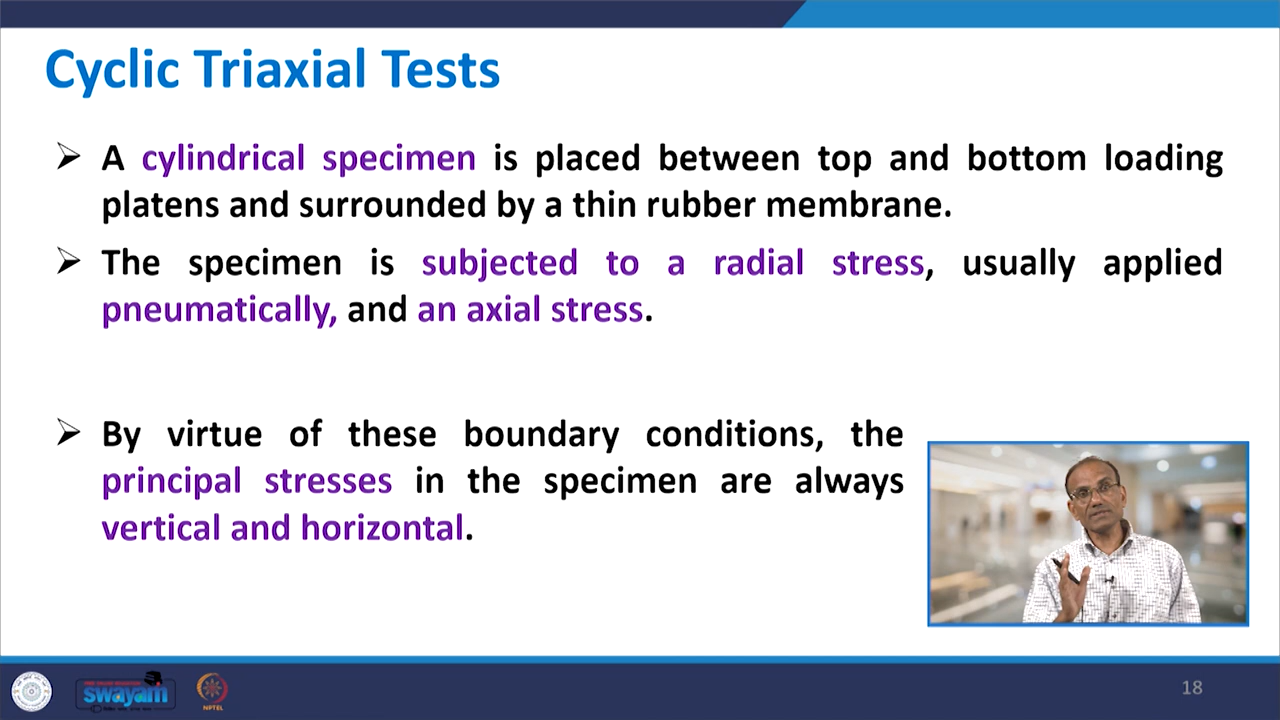 Cyclic Triaxial Tests
➢ A cylindrical specimen is placed between top and bottom loading
platens and surrounded by a thin rubber membrane.
➢ The specimen is subjected to a radial stress, usually applied
pneumatically, and an axial stress.
➢ By virtue of these boundary conditions, the
principal stresses in the specimen are always
vertical and horizontal.
swayam
NPTEL
18